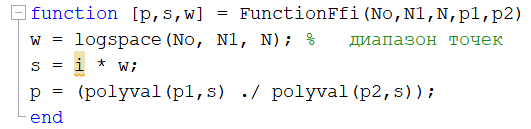 function [p,s,w] = FunctionFfi(No,N1,N,p1,p2)
w = logspace(No, N1, N); %   диапазон точек
s = i * w;
p = (polyval(p1,s) ./ polyval(p2,s));
end